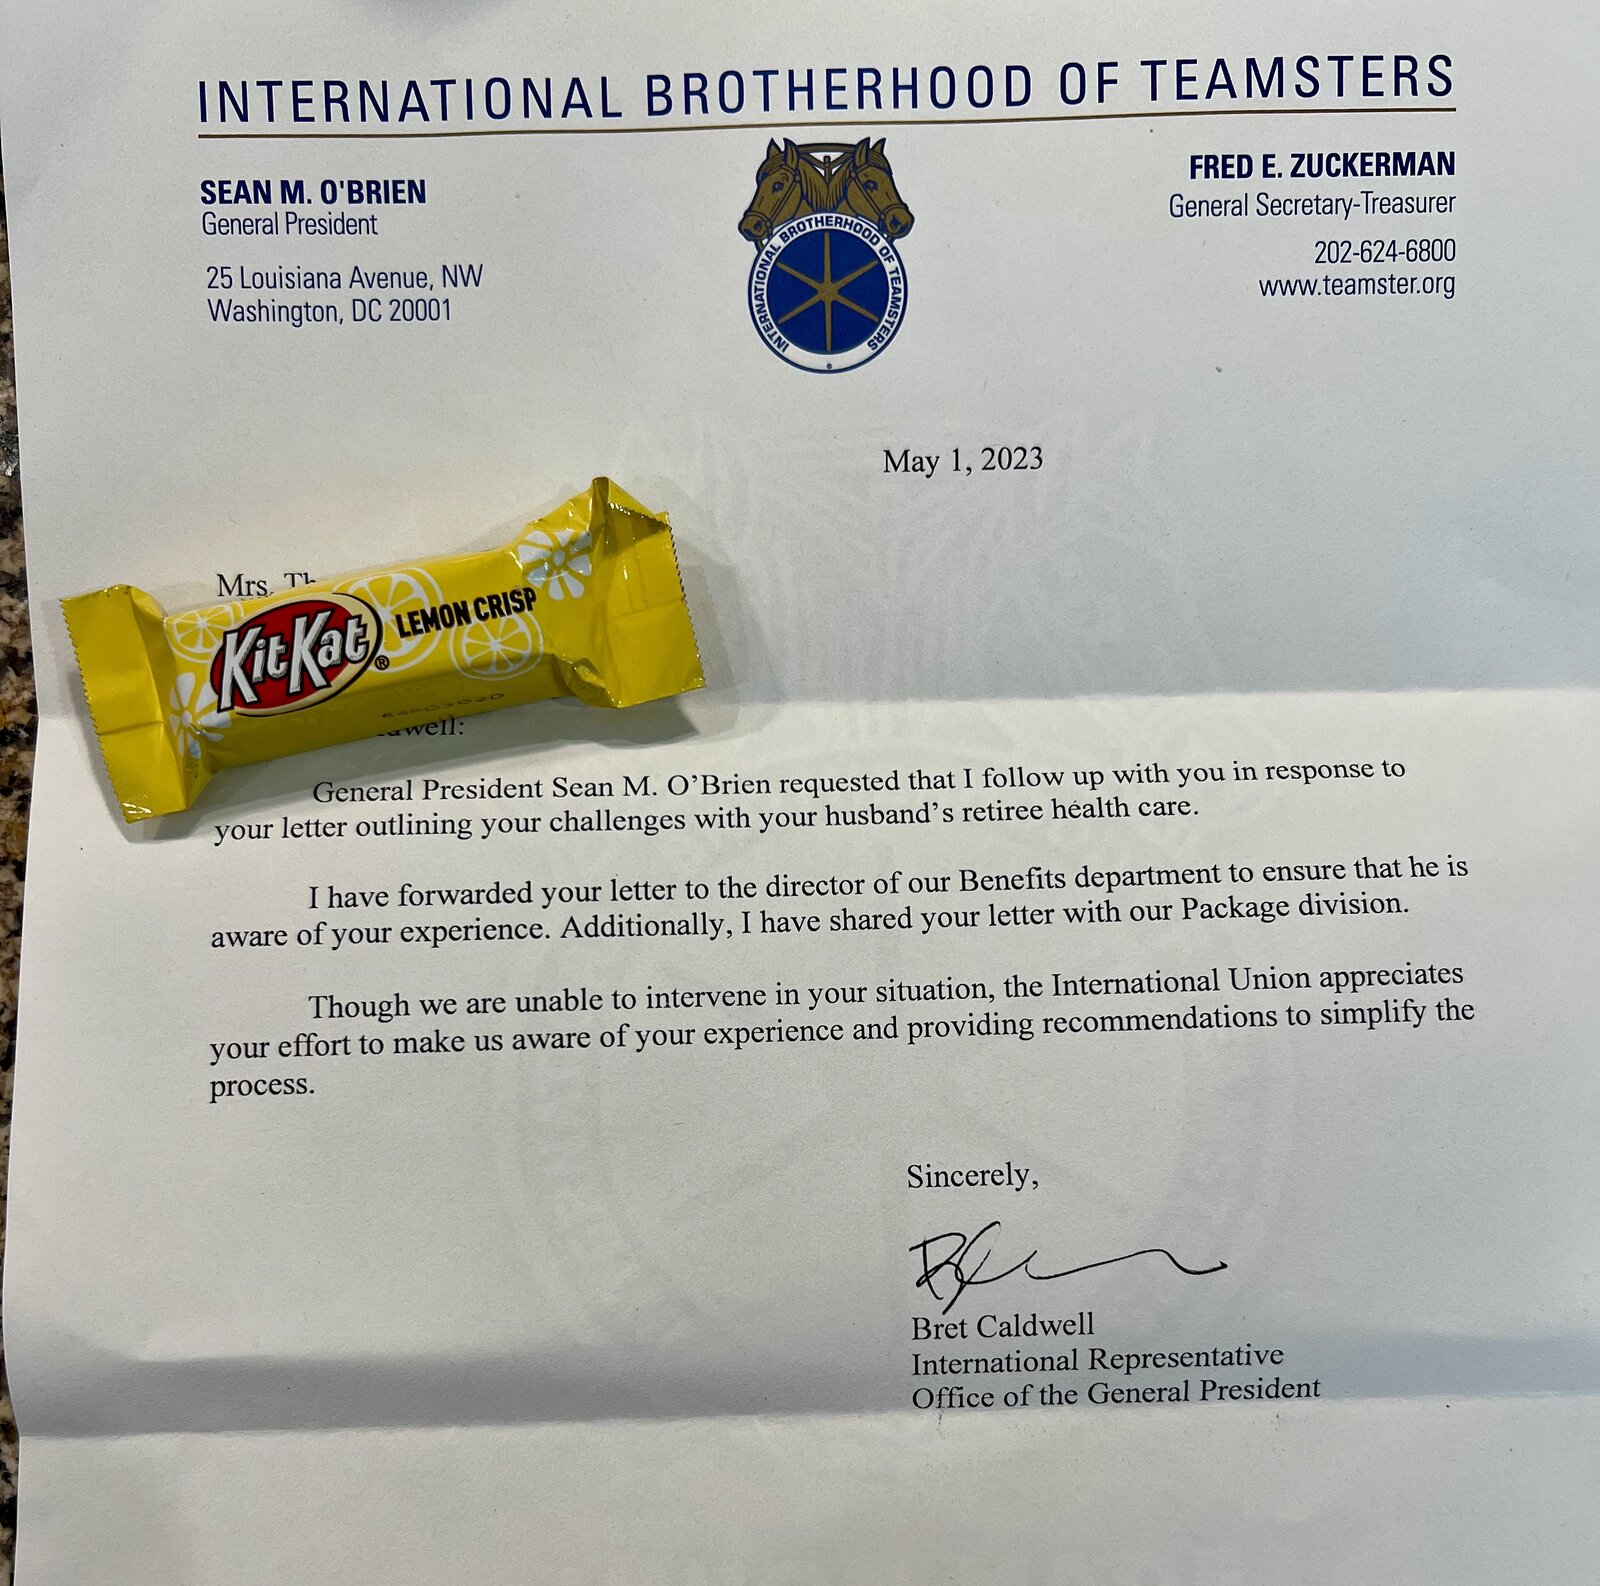 INTERNATIONAL BROTHERHOOD OF TEAMSTERS
SEAN M. O'BRIEN
General President
25 Louisiana Avenue, NW
Washington, DC 20001
INTERNATIONAL BROTHERHOOD OF TEAMSTERS
®
FRED E. ZUCKERMAN
General Secretary-Treasurer
202-624-6800
www.teamster.org
May 1, 2023
Mrs.
KitKat® LEMON CRISP
General President Sean M. O’Brien requested that I follow up with you in response to
your letter outlining your challenges with your husband’s retiree health care.
I have forwarded your letter to the director of our Benefits department to ensure that he is
aware of your experience. Additionally, I have shared your letter with our Package division.
Though we are unable to intervene in your situation, the International Union appreciates
your effort to make us aware of your experience and providing recommendations to simplify the
process.
Sincerely,
Bret Caldwell
International Representative
Office of the General President